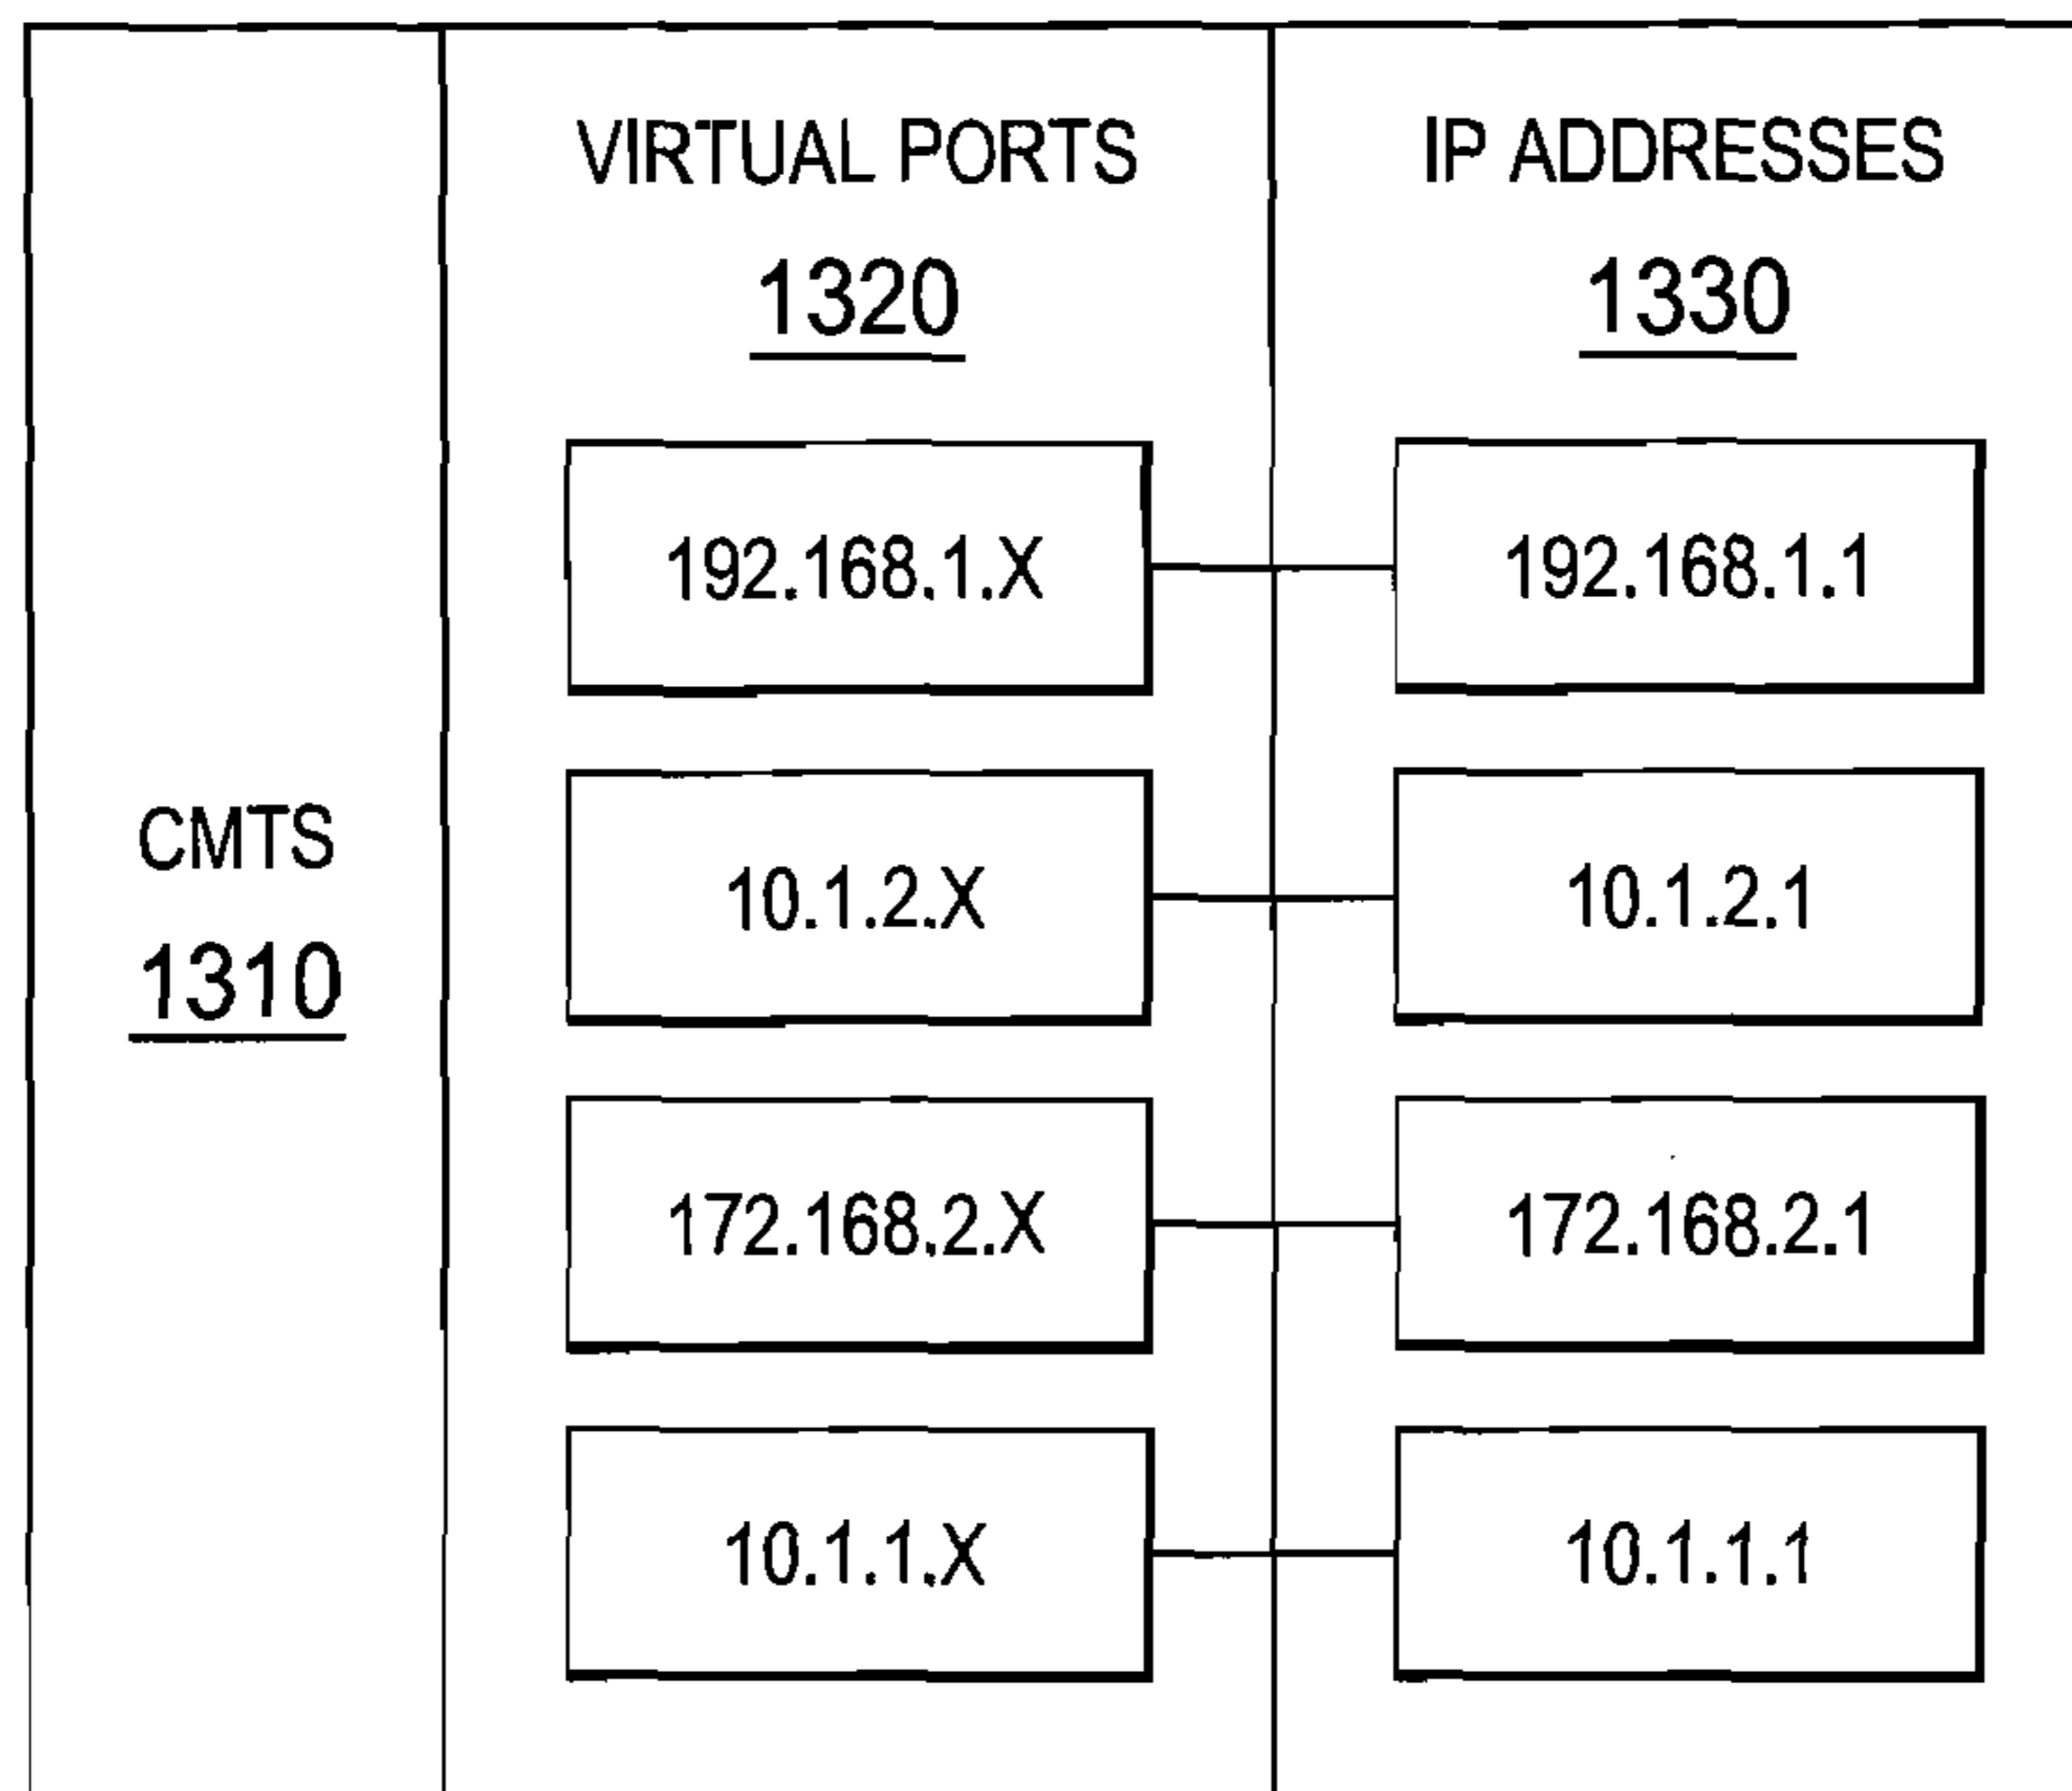 VIRTUAL PORTS
1320
IP ADDRESSES
1330
CMTS
1310
192.168.1.X
192.168.1.1
10.1.2.X
10.1.2.1
172.168.2.X
172.168.2.1
10.1.1.X
10.1.1.1